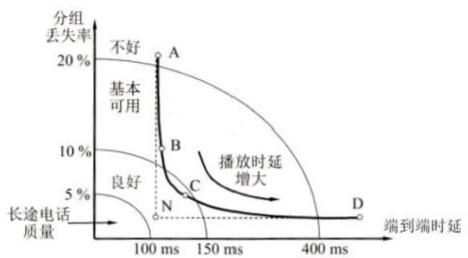 分组
丢失率
不好
A
20 %
基本
可用
10 %
B
播放时延
增大
良好
C
5 %
N
D
长途电话
质量
端到端时延
100 ms
150 ms
400 ms